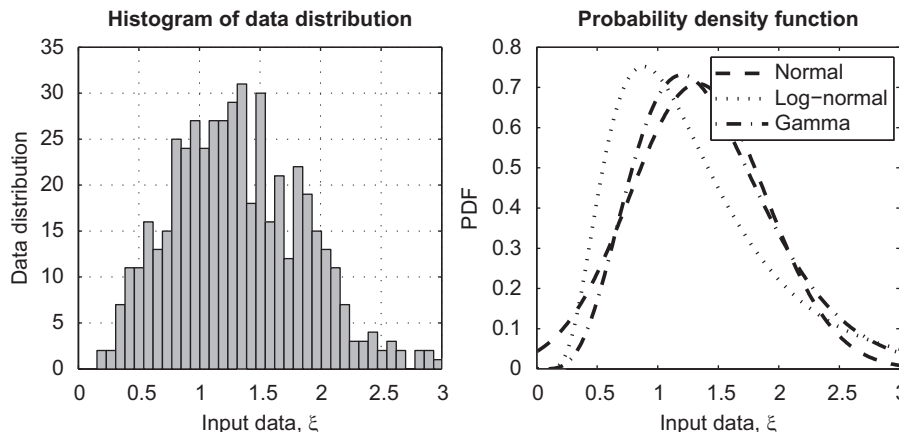 Histogram of data distribution
35
30
25
20
15
10
5
0
0 0.5 1 1.5 2 2.5 3
Data distribution
Input data, ξ
Probability density function
0.8
0.7
0.6
0.5
0.4
0.3
0.2
0.1
0
0 0.5 1 1.5 2 2.5 3
PDF
Input data, ξ
Normal
Log−normal
Gamma